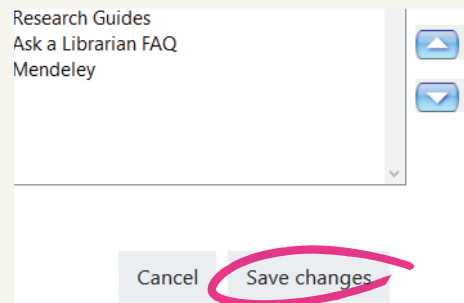 Research Guides
Ask a Librarian FAQ
Mendeley
Cancel Save changes